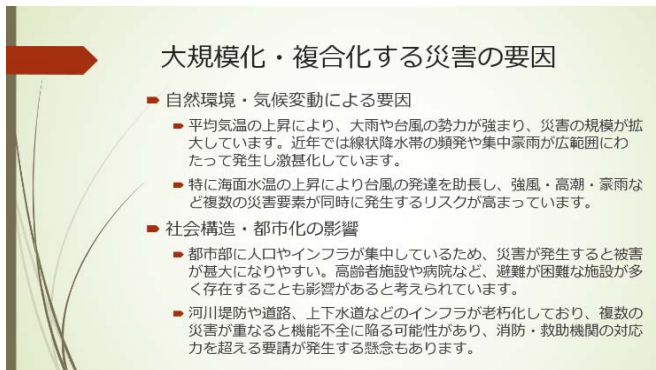 大規模化・複合化する災害の要因
自然環境・気候変動による要因
平均気温の上昇により、大雨や台風の勢力が強まり、災害の規模が拡
大しています。近年では線状降水帯の頻発や集中豪雨が広範囲にわ
たって発生し激甚化しています。
特に海面水温の上昇により台風の発達を助長し、強風・高潮・豪雨な
ど複数の災害要素が同時に発生するリスクが高まっています。
社会構造・都市化の影響
都市部に人口やインフラが集中しているため、災害が発生すると被害
が甚大になりやすい。高齢者施設や病院など、避難が困難な施設が多
く存在することも影響があると考えられています。
河川堤防や道路、上下水道などのインフラが老朽化しており、複数の
災害が重なると機能不全に陥る可能性があり、消防・救助機関の対応
力を超える要請が発生する懸念もあります。